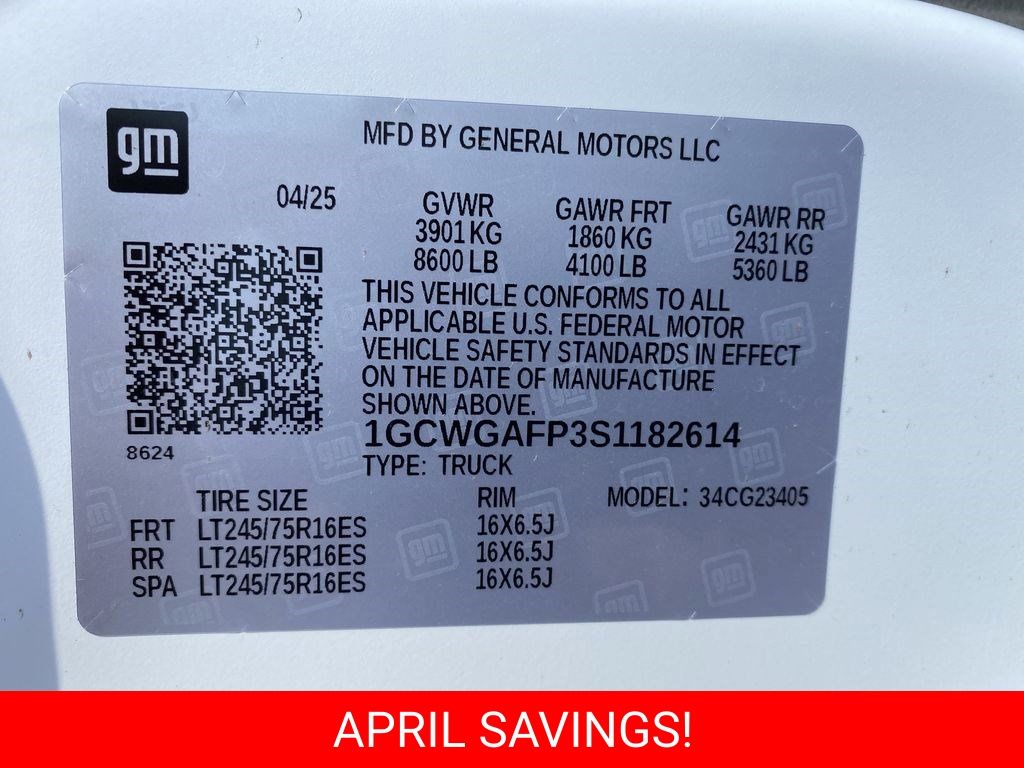 gm
MFD BY GENERAL MOTORS LLC
04/25
GVWR
3901 KG
8600 LB
GAWR FRT
1860 KG
4100 LB
GAWR RR
2431 KG
5360 LB
THIS VEHICLE CONFORMS TO ALL
APPLICABLE U.S. FEDERAL MOTOR
VEHICLE SAFETY STANDARDS IN EFFECT
ON THE DATE OF MANUFACTURE
SHOWN ABOVE.
8624
1GCWGAFP3S1182614
TYPE: TRUCK
TIRE SIZE RIM MODEL: 34CG23405
FRT LT245/75R16ES 16X6.5J
RR LT245/75R16ES 16X6.5J
SPA LT245/75R16ES 16X6.5J
APRIL SAVINGS!